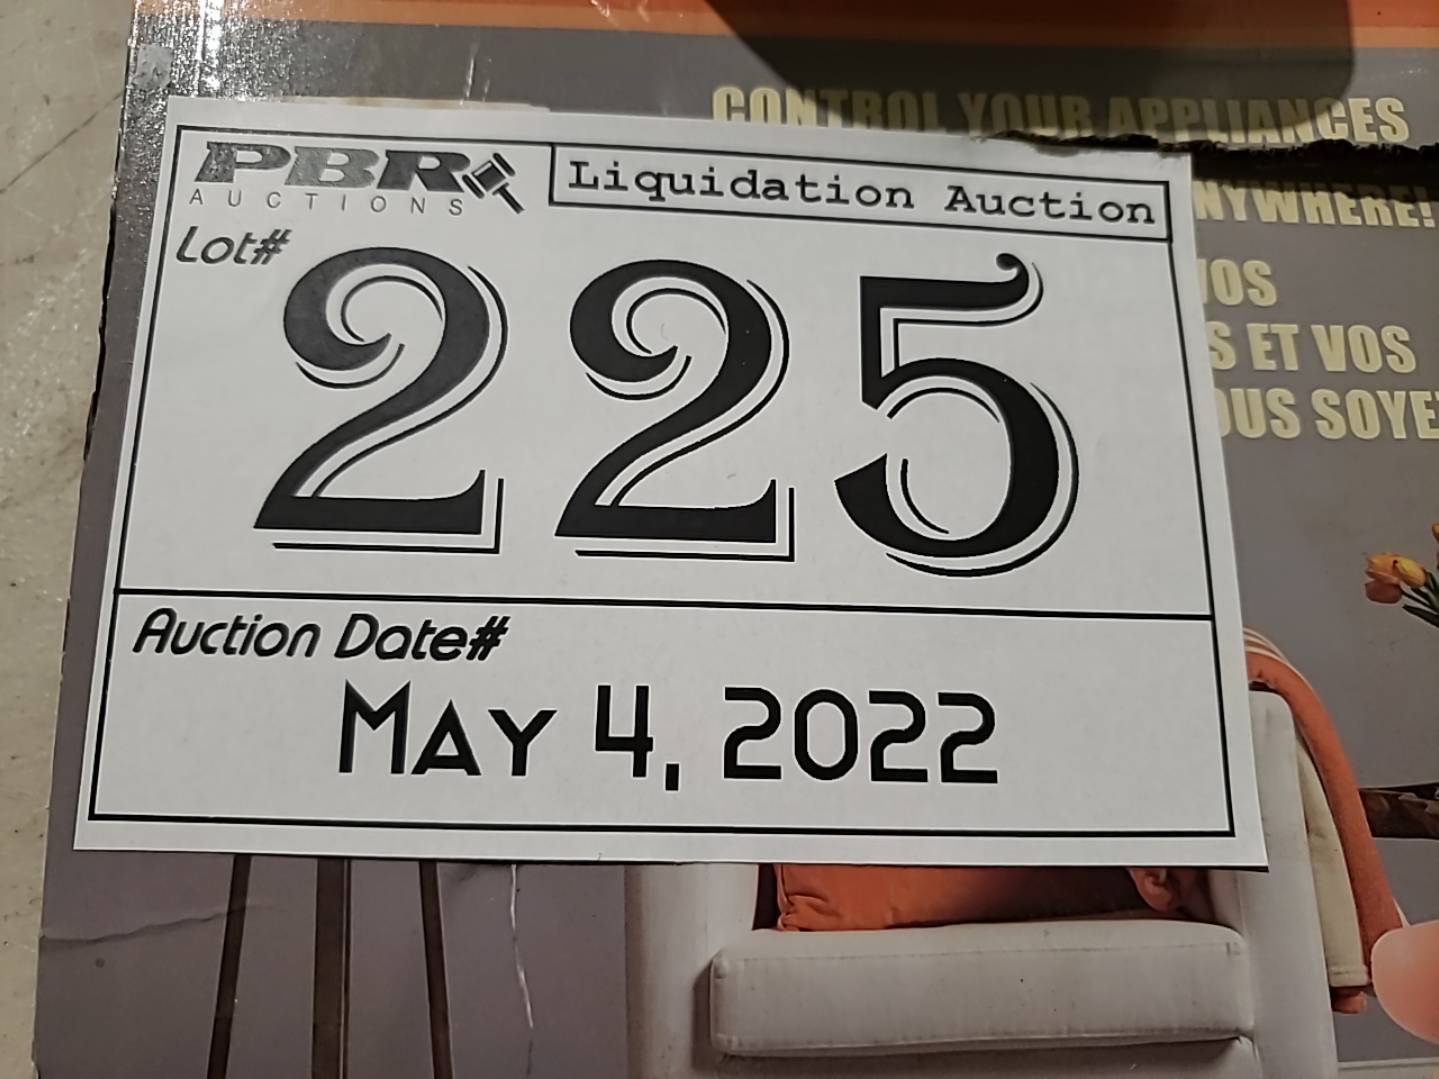 CONTROL YOUR APPLIANCES
PBR
AUCTIONS
Liquidation Auction
NYWHERE!
Lot#
225
VOS
S ET VOS
OUS SOYE
Auction Date#
May 4, 2022